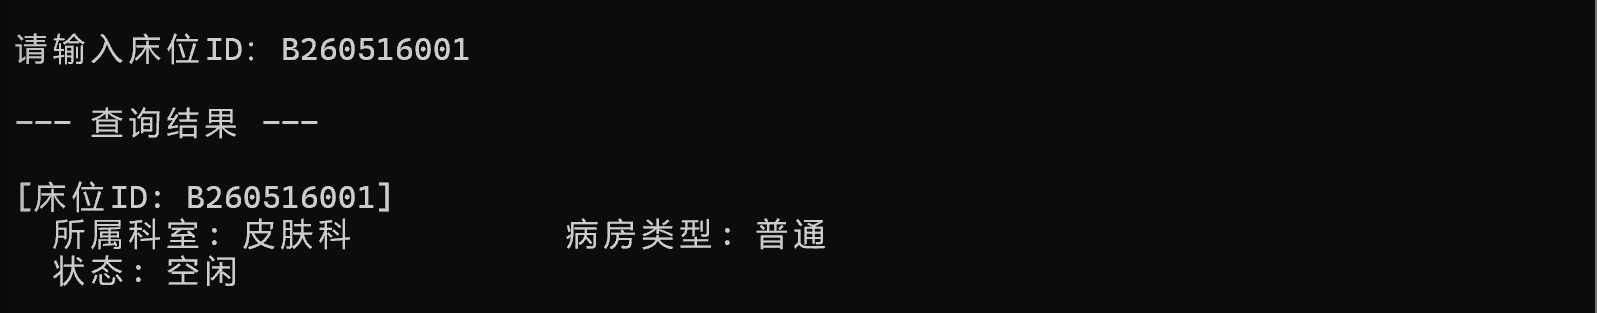 请输入床位ID: B260516001
--- 查询结果 ---
[床位ID: B260516001]
所属科室: 皮肤科 病房类型: 普通
状态: 空闲